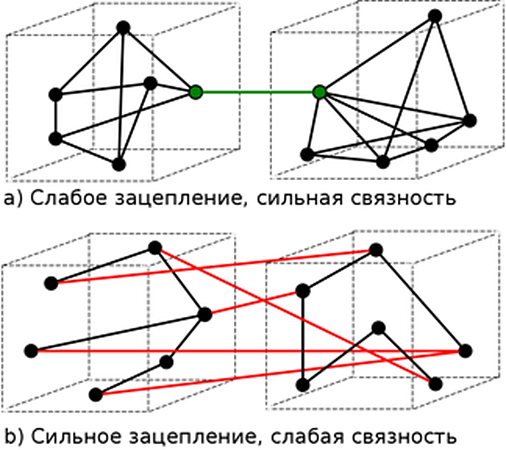 a) Слабое зацепление, сильная связность
b) Сильное зацепление, слабая связность